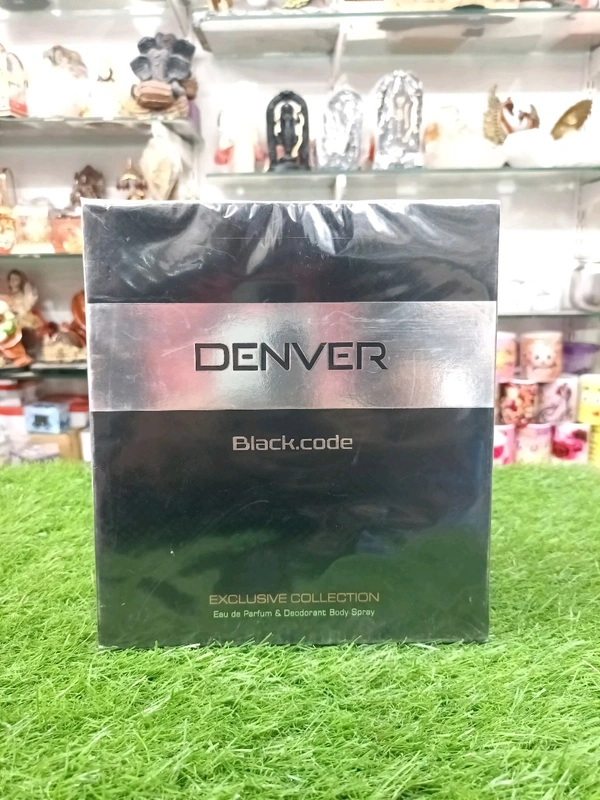 DENVER
Black.code
EXCLUSIVE COLLECTION
Eau de Parfum & Deodorant Body Spray